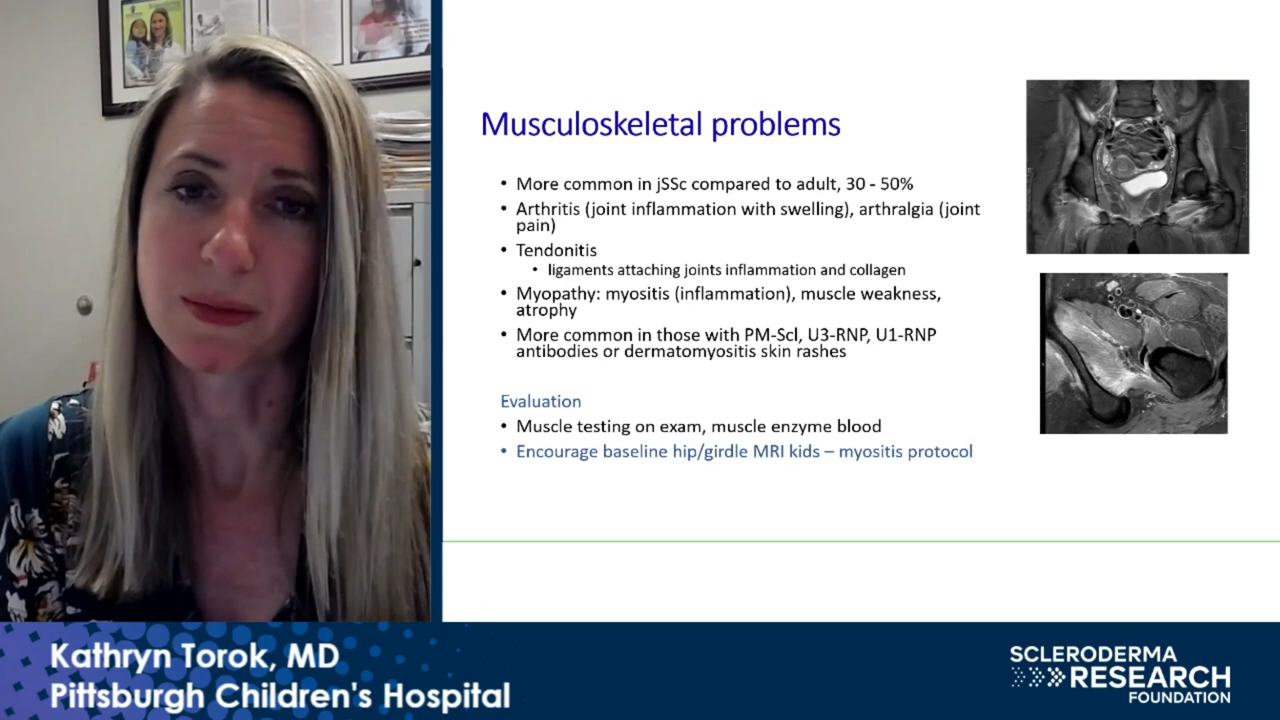 Musculoskeletal problems
• More common in jSSc compared to adult, 30 - 50%
• Arthritis (joint inflammation with swelling), arthralgia (joint
pain)
• Tendonitis
• ligaments attaching joints inflammation and collagen
• Myopathy: myositis (inflammation), muscle weakness,
atrophy
• More common in those with PM-Scl, U3-RNP, U1-RNP
antibodies or dermatomyositis skin rashes
Evaluation
• Muscle testing on exam, muscle enzyme blood
• Encourage baseline hip/girdle MRI kids – myositis protocol
Kathryn Torok, MD
Pittsburgh Children's Hospital
SCLERODERMA
RESEARCH
FOUNDATION